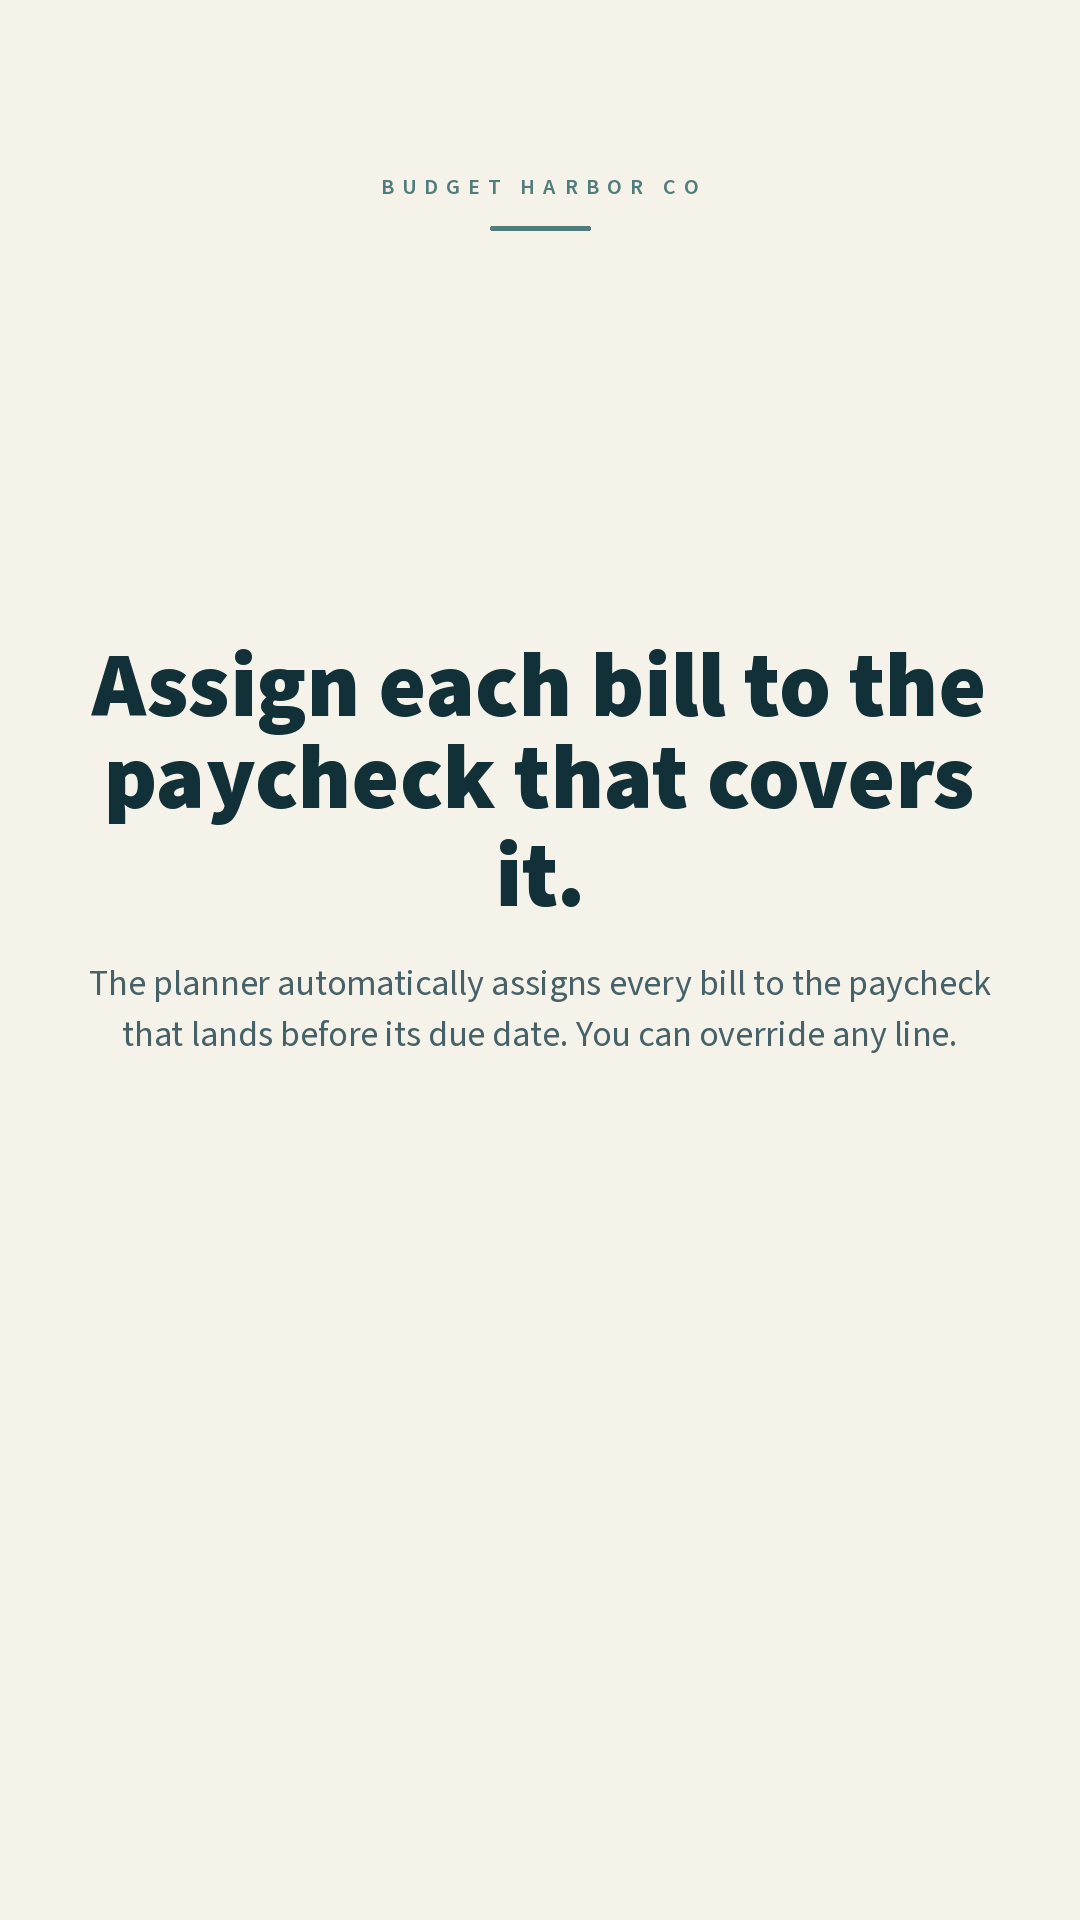 BUDGET HARBOR CO
Assign each bill to the
paycheck that covers
it.
The planner automatically assigns every bill to the paycheck
that lands before its due date. You can override any line.